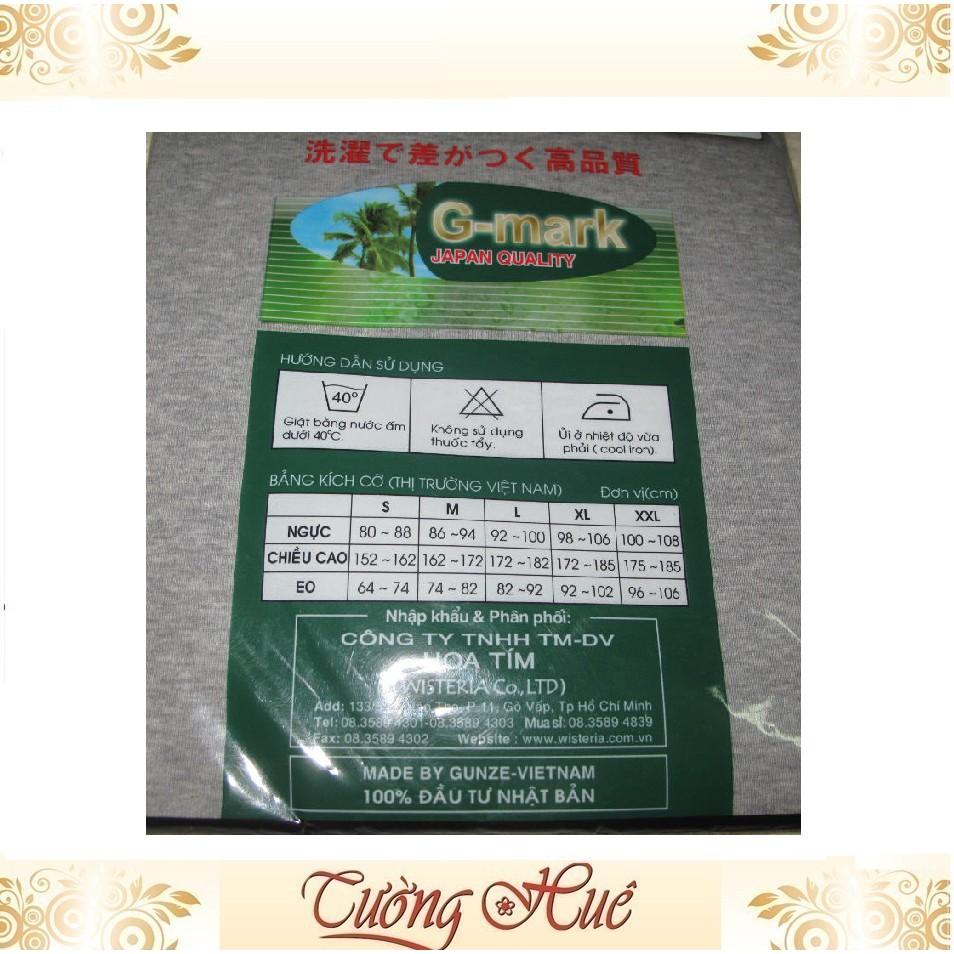 洗濯で差がつく高品質
G-mark
JAPAN QUALITY
HƯỚNG DẪN SỬ DỤNG
40°
Giặt bằng nước ấm
dưới 40°C.
Không sử dụng
thuốc tẩy.
Ủi ở nhiệt độ vừa
phải ( cool iron).
BẢNG KÍCH CỠ (THỊ TRƯỜNG VIỆT NAM) Đơn vị(cm)
S M L XL XXL
NGỰC 80 ~ 88 86 ~94 92 ~100 98 ~106 100 ~108
CHIỀU CAO 152 ~162 162 ~172 172 ~182 172 ~185 175 ~185
EO 64 ~ 74 74 ~ 82 82 ~92 92 ~102 96 ~106
Nhập khẩu & Phân phối:
CÔNG TY TNHH TM-DV
HOA TÍM
WISTERIA Co.,LTD)
Add: P.11, Gò Vấp, Tp Hồ Chí Minh
Tel: 08.3589 4301-08.3589 4303 Mua sỉ: 08.3589 4839
Fax: 08.3589 4302 Website : www.wisteria.com.vn
MADE BY GUNZE-VIETNAM
100% ĐẦU TƯ NHẬT BẢN
Tường Huê